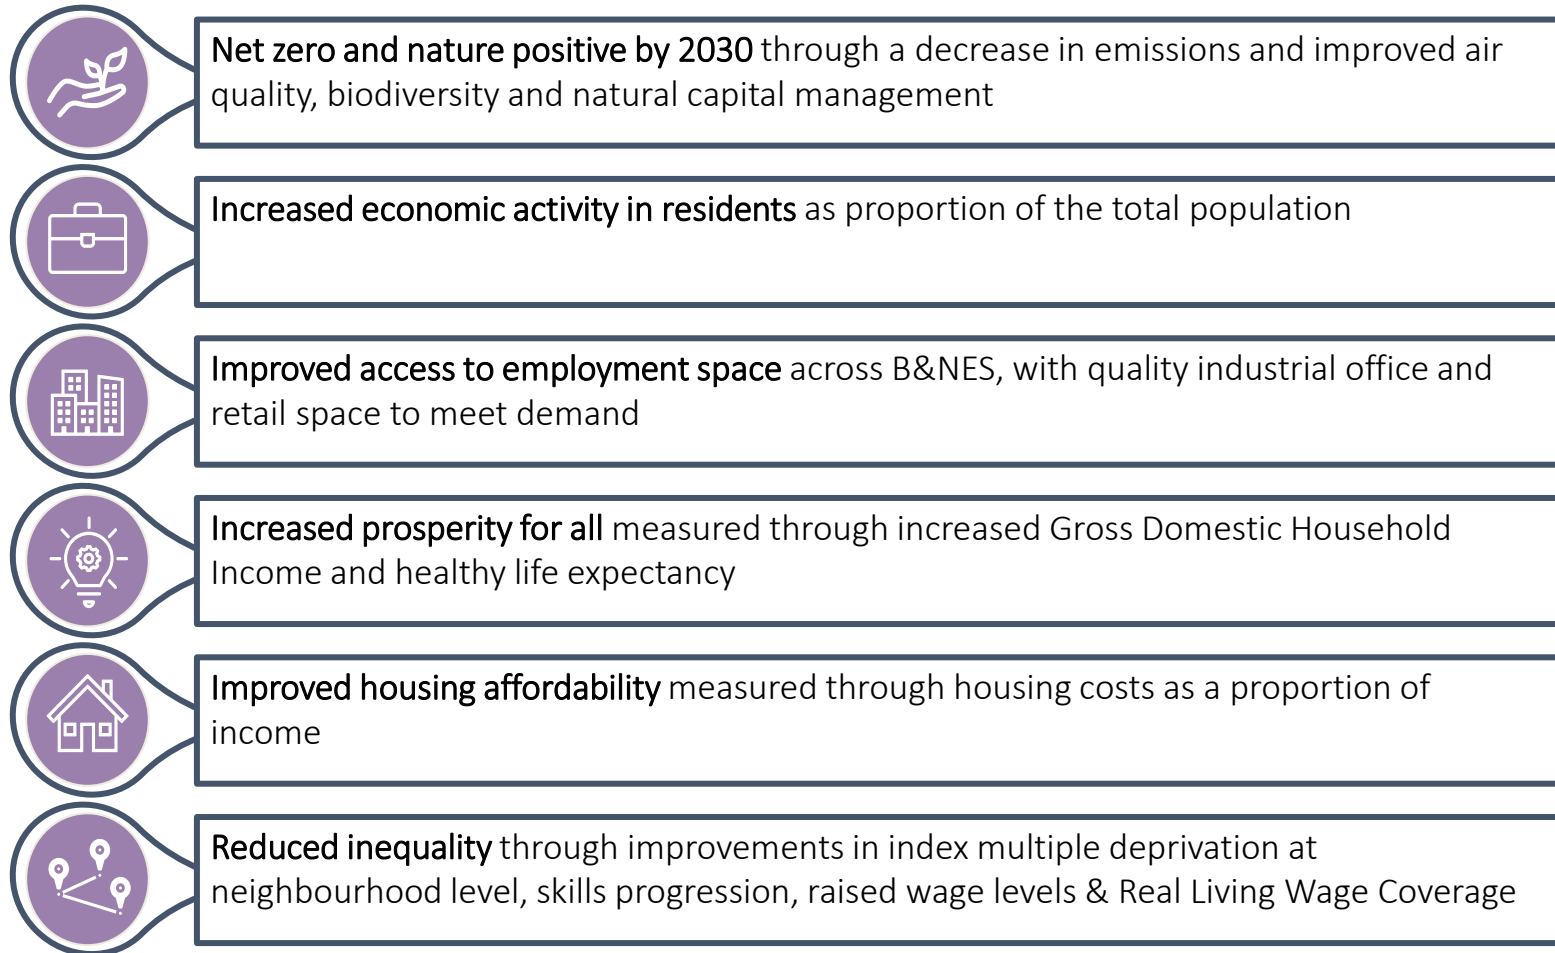 Net zero and nature positive by 2030 through a decrease in emissions and improved air
quality, biodiversity and natural capital management
Increased economic activity in residents as proportion of the total population
Improved access to employment space across B&NES, with quality industrial office and
retail space to meet demand
Increased prosperity for all measured through increased Gross Domestic Household
Income and healthy life expectancy
Improved housing affordability measured through housing costs as a proportion of
income
Reduced inequality through improvements in index multiple deprivation at
neighbourhood level, skills progression, raised wage levels & Real Living Wage Coverage